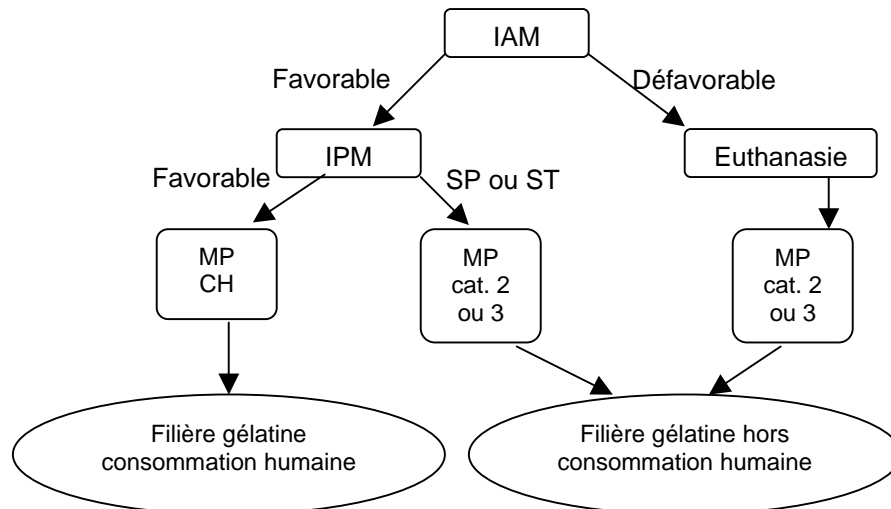 IAM
Favorable
Défavorable
IPM
Euthanasie
Favorable
SP ou ST
MP
CH
MP
cat. 2
ou 3
MP
cat. 2
ou 3
Filière gélatine
consommation humaine
Filière gélatine hors
consommation humaine